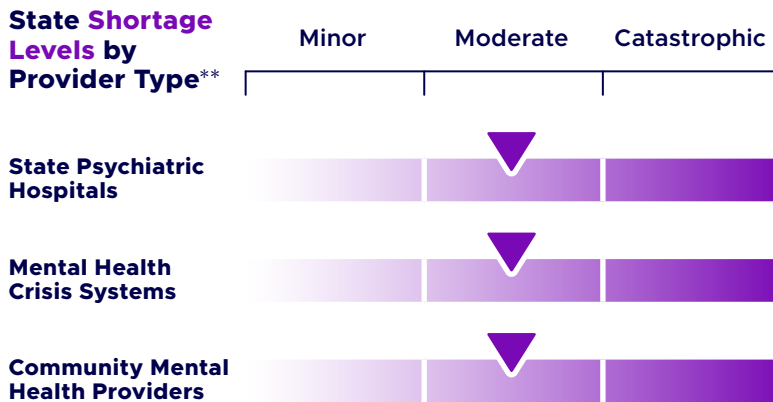 State Shortage
Levels by
Provider Type**
Minor Moderate Catastrophic
State Psychiatric
Hospitals
Mental Health
Crisis Systems
Community Mental
Health Providers